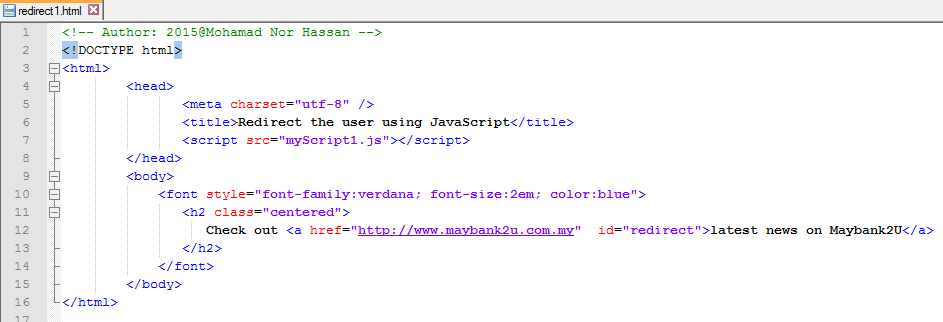 redirect1.html
1 <!-- Author: 2015@Mohamad Nor Hassan -->
2 <!DOCTYPE html>
3 <html>
4 <head>
5 <meta charset="utf-8" />
6 <title>Redirect the user using JavaScript</title>
7 <script src="myScript1.js"></script>
8 </head>
9 <body>
10 <font style="font-family:verdana; font-size:2em; color:blue">
11 <h2 class="centered">
12 Check out <a href="http://www.maybank2u.com.my"  id="redirect">latest news on Maybank2U</a>
13 </h2>
14 </font>
15 </body>
16 </html>
17